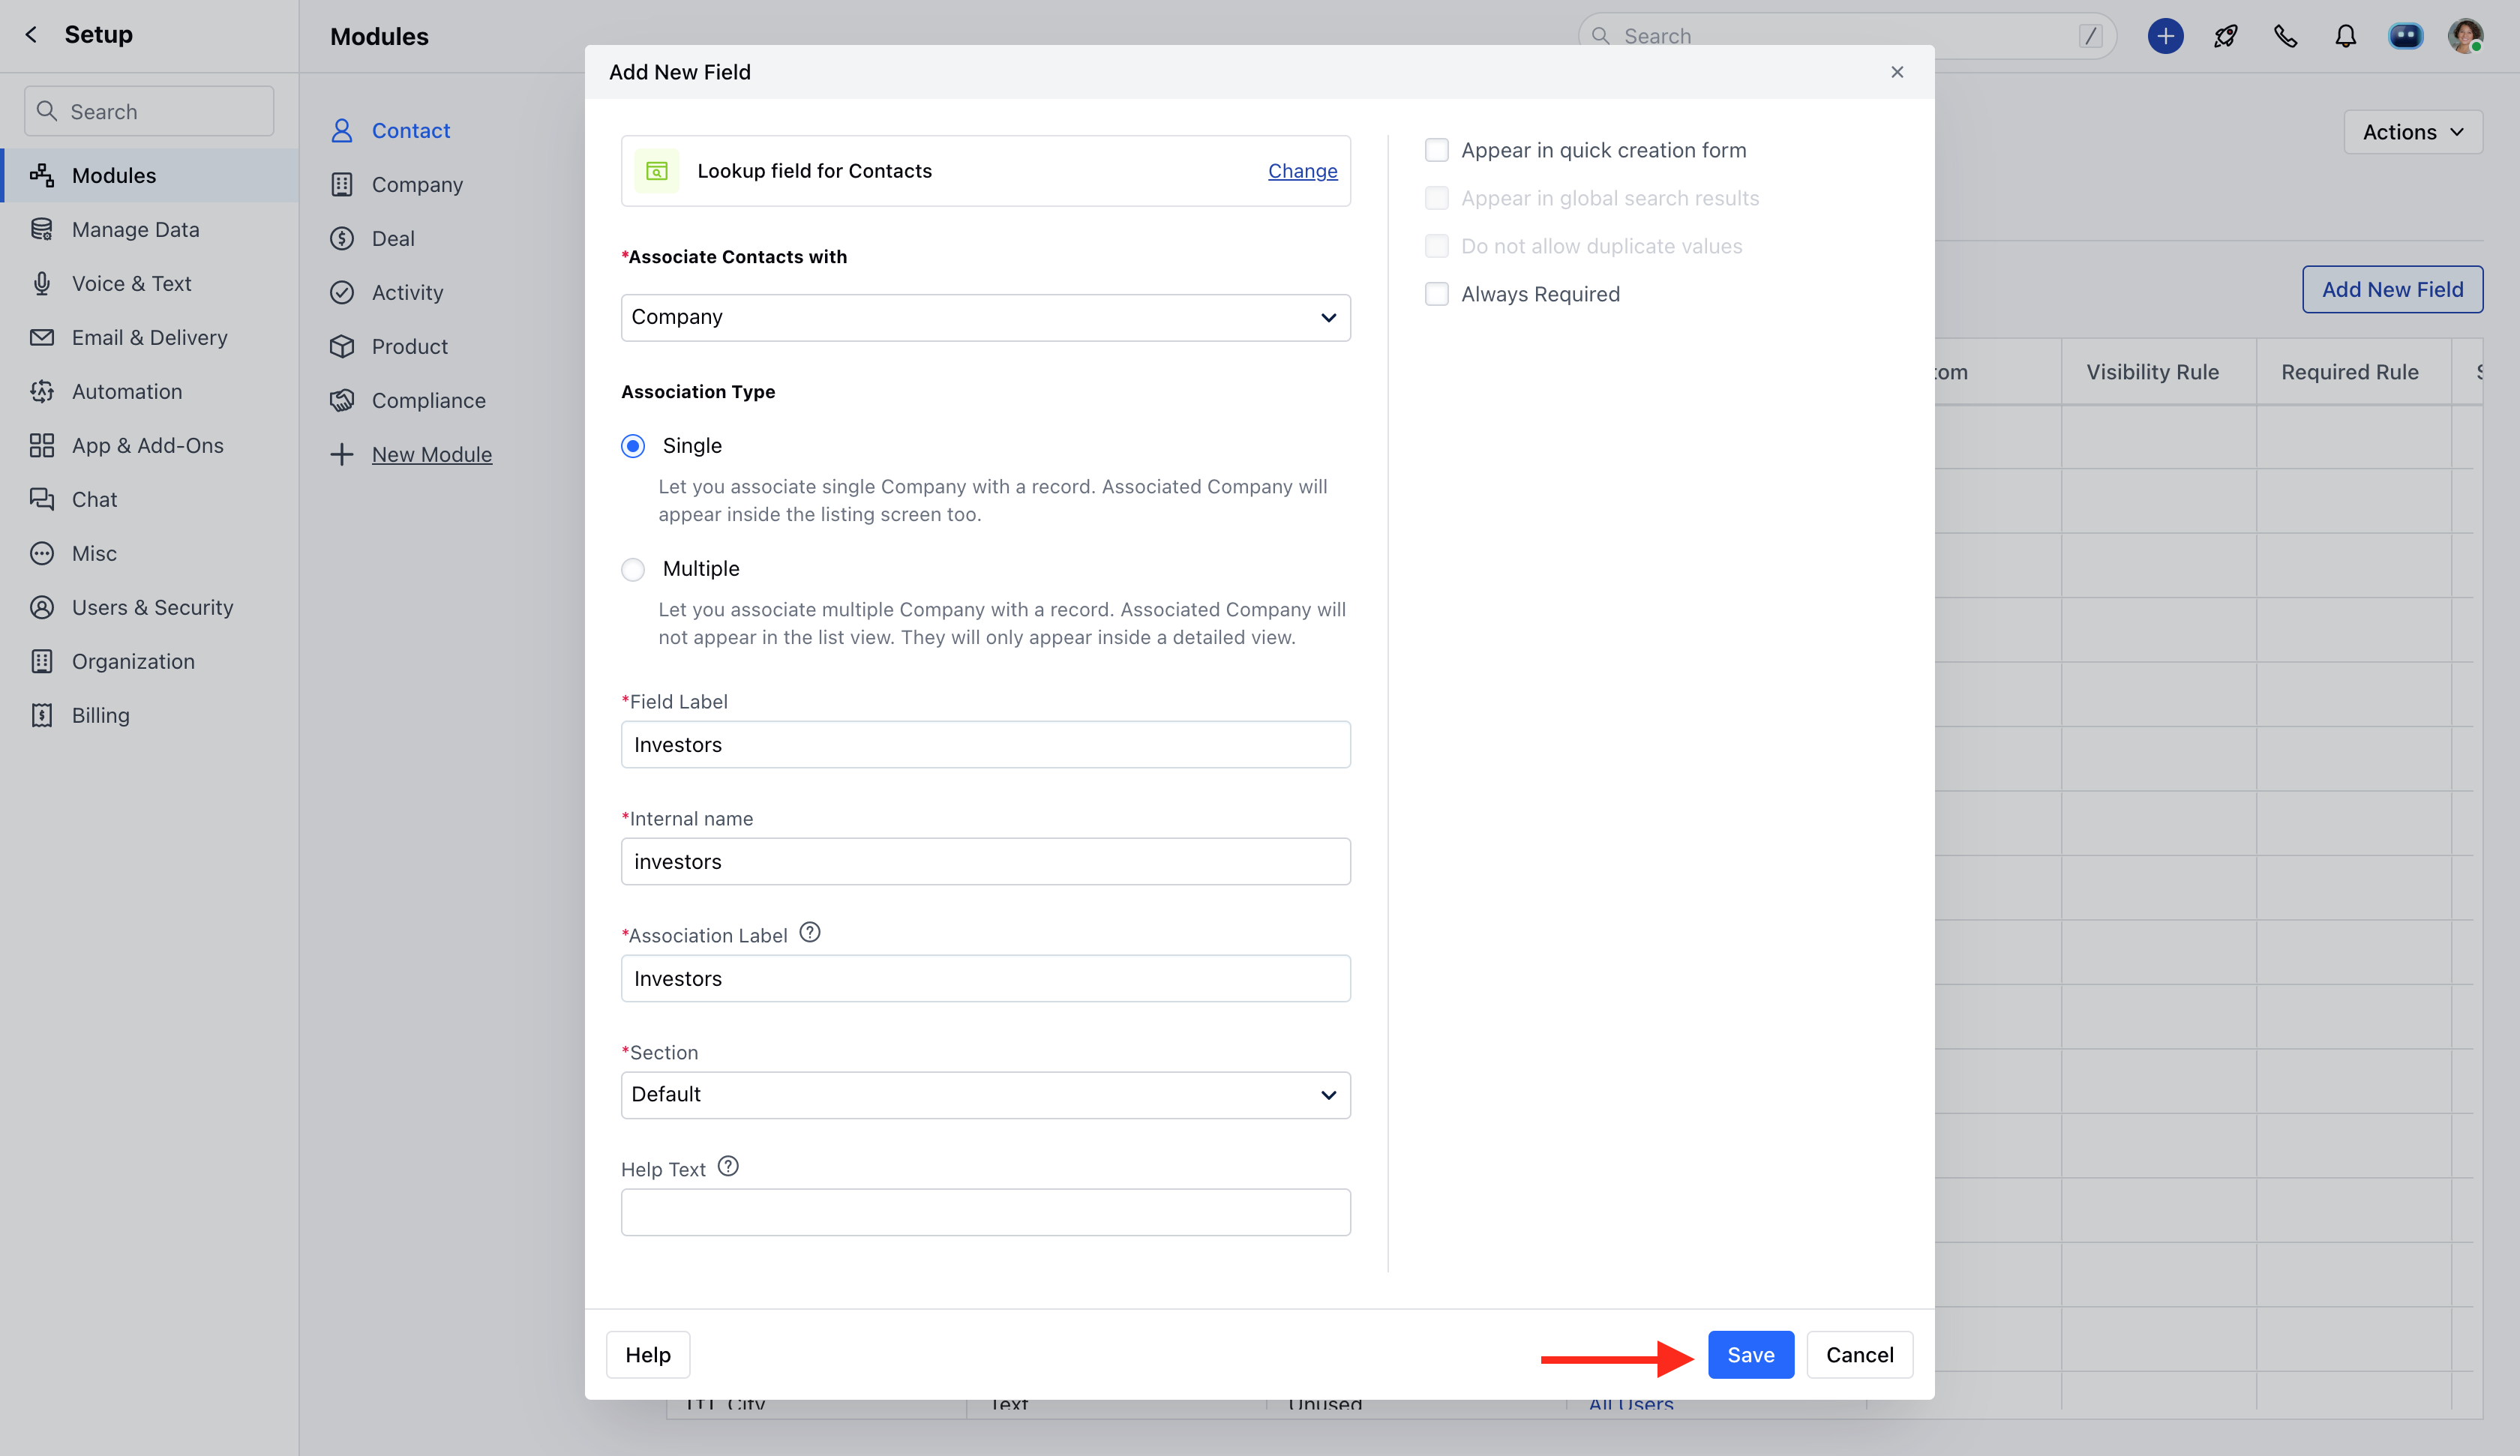 Setup
Search
Modules
Manage Data
Voice & Text
Email & Delivery
Automation
App & Add-Ons
Chat
Misc
Users & Security
Organization
Billing
Modules
Search
/
Contact
Company
Deal
Activity
Product
Compliance
New Module
Actions
Add New Field
Visibility Rule
Required Rule
Add New Field
Lookup field for Contacts
Change
*Associate Contacts with
Company
Association Type
Single
Let you associate single Company with a record. Associated Company will
appear inside the listing screen too.
Multiple
Let you associate multiple Company with a record. Associated Company will
not appear in the list view. They will only appear inside a detailed view.
*Field Label
Investors
*Internal name
investors
*Association Label
Investors
*Section
Default
Help Text
Appear in quick creation form
Appear in global search results
Do not allow duplicate values
Always Required
Help
Save
Cancel
City
Text
Unused
All Users